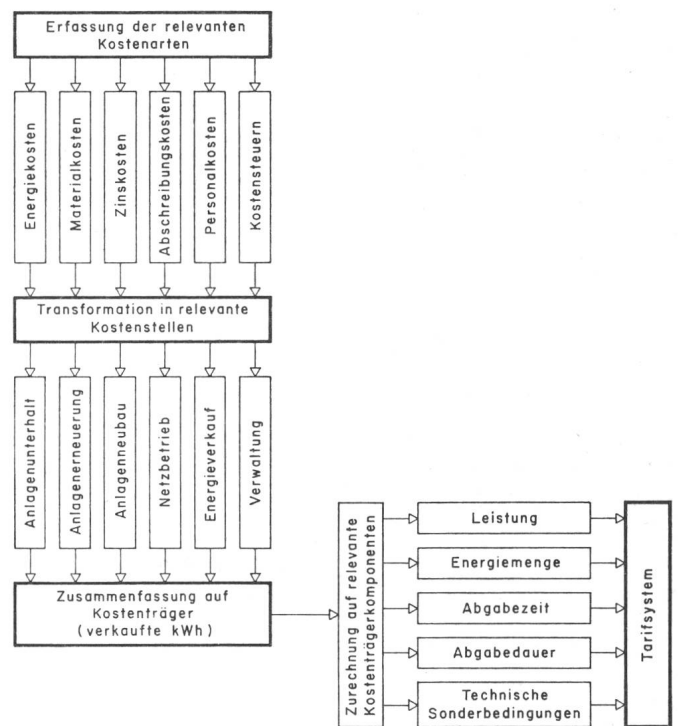 Erfassung der relevanten
Kostenarten
Energiekosten
Materialkosten
Zinskosten
Abschreibungskosten
Personalkosten
Kostensteuern
Transformation in relevante
Kostenstellen
Anlagenunterhalt
Anlagenerneuerung
Anlagenneubau
Netzbetrieb
Energieverkauf
Verwaltung
Zusammenfassung auf
Kostenträger
(verkaufte kWh)
Zurechnung auf relevante
Kostenträgerkomponenten
Leistung
Energiemenge
Abgabezeit
Abgabedauer
Technische
Sonderbedingungen
Tarifsystem